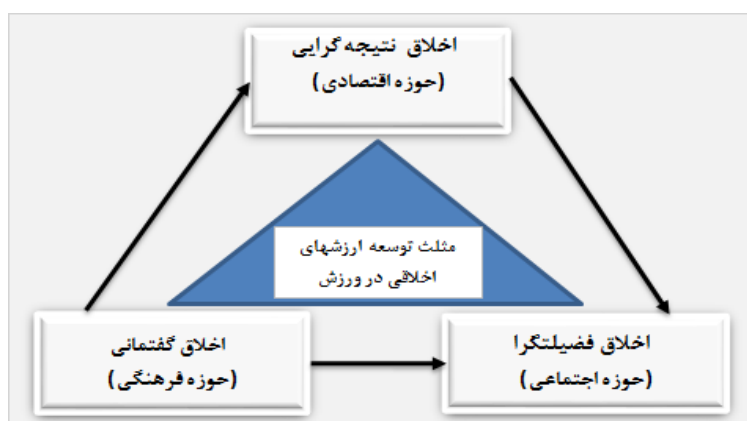 اخلاق نتیجه گرایی
(حوزه اقتصادی)
مثلث توسعه ارزشهای
اخلاقی در ورزش
اخلاق فضیلتگرا
(حوزه اجتماعی)
اخلاق گفتمانی
(حوزه فرهنگی)